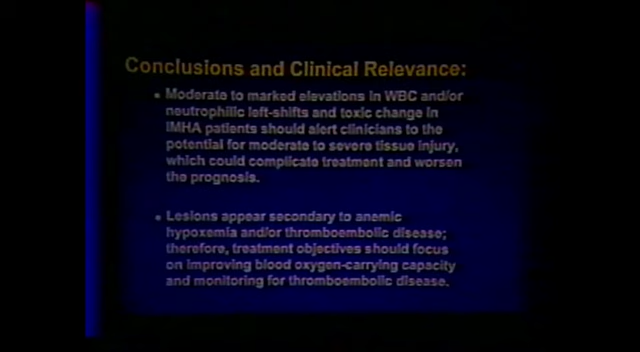 Conclusions and Clinical Relevance:
• Moderate to marked elevations in WBC and/or
neutrophilic left-shifts and toxic change in
IMHA patients should alert clinicians to the
potential for moderate to severe tissue injury,
which could complicate treatment and worsen
the prognosis.
• Lesions appear secondary to anemic
hypoxemia and/or thromboembolic disease;
therefore, treatment objectives should focus
on improving blood oxygen-carrying capacity
and monitoring for thromboembolic disease.